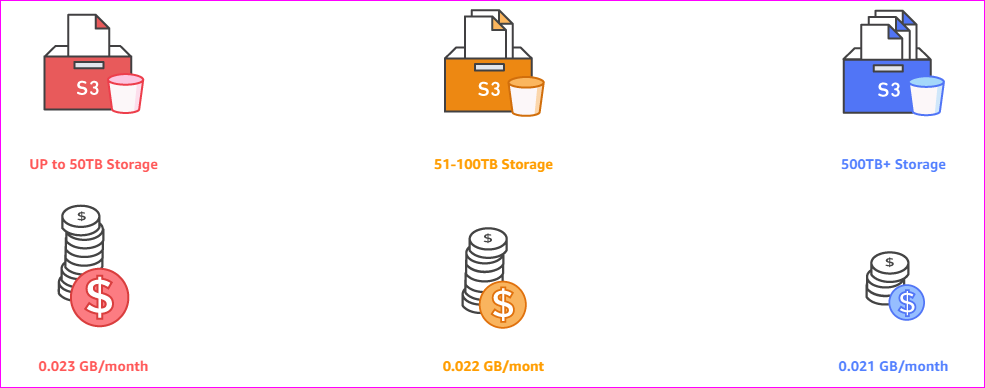 S3
S3
S3
UP to 50TB Storage
51-100TB Storage
500TB+ Storage
$
$
$
$
$
$
0.023 GB/month
0.022 GB/mont
0.021 GB/month